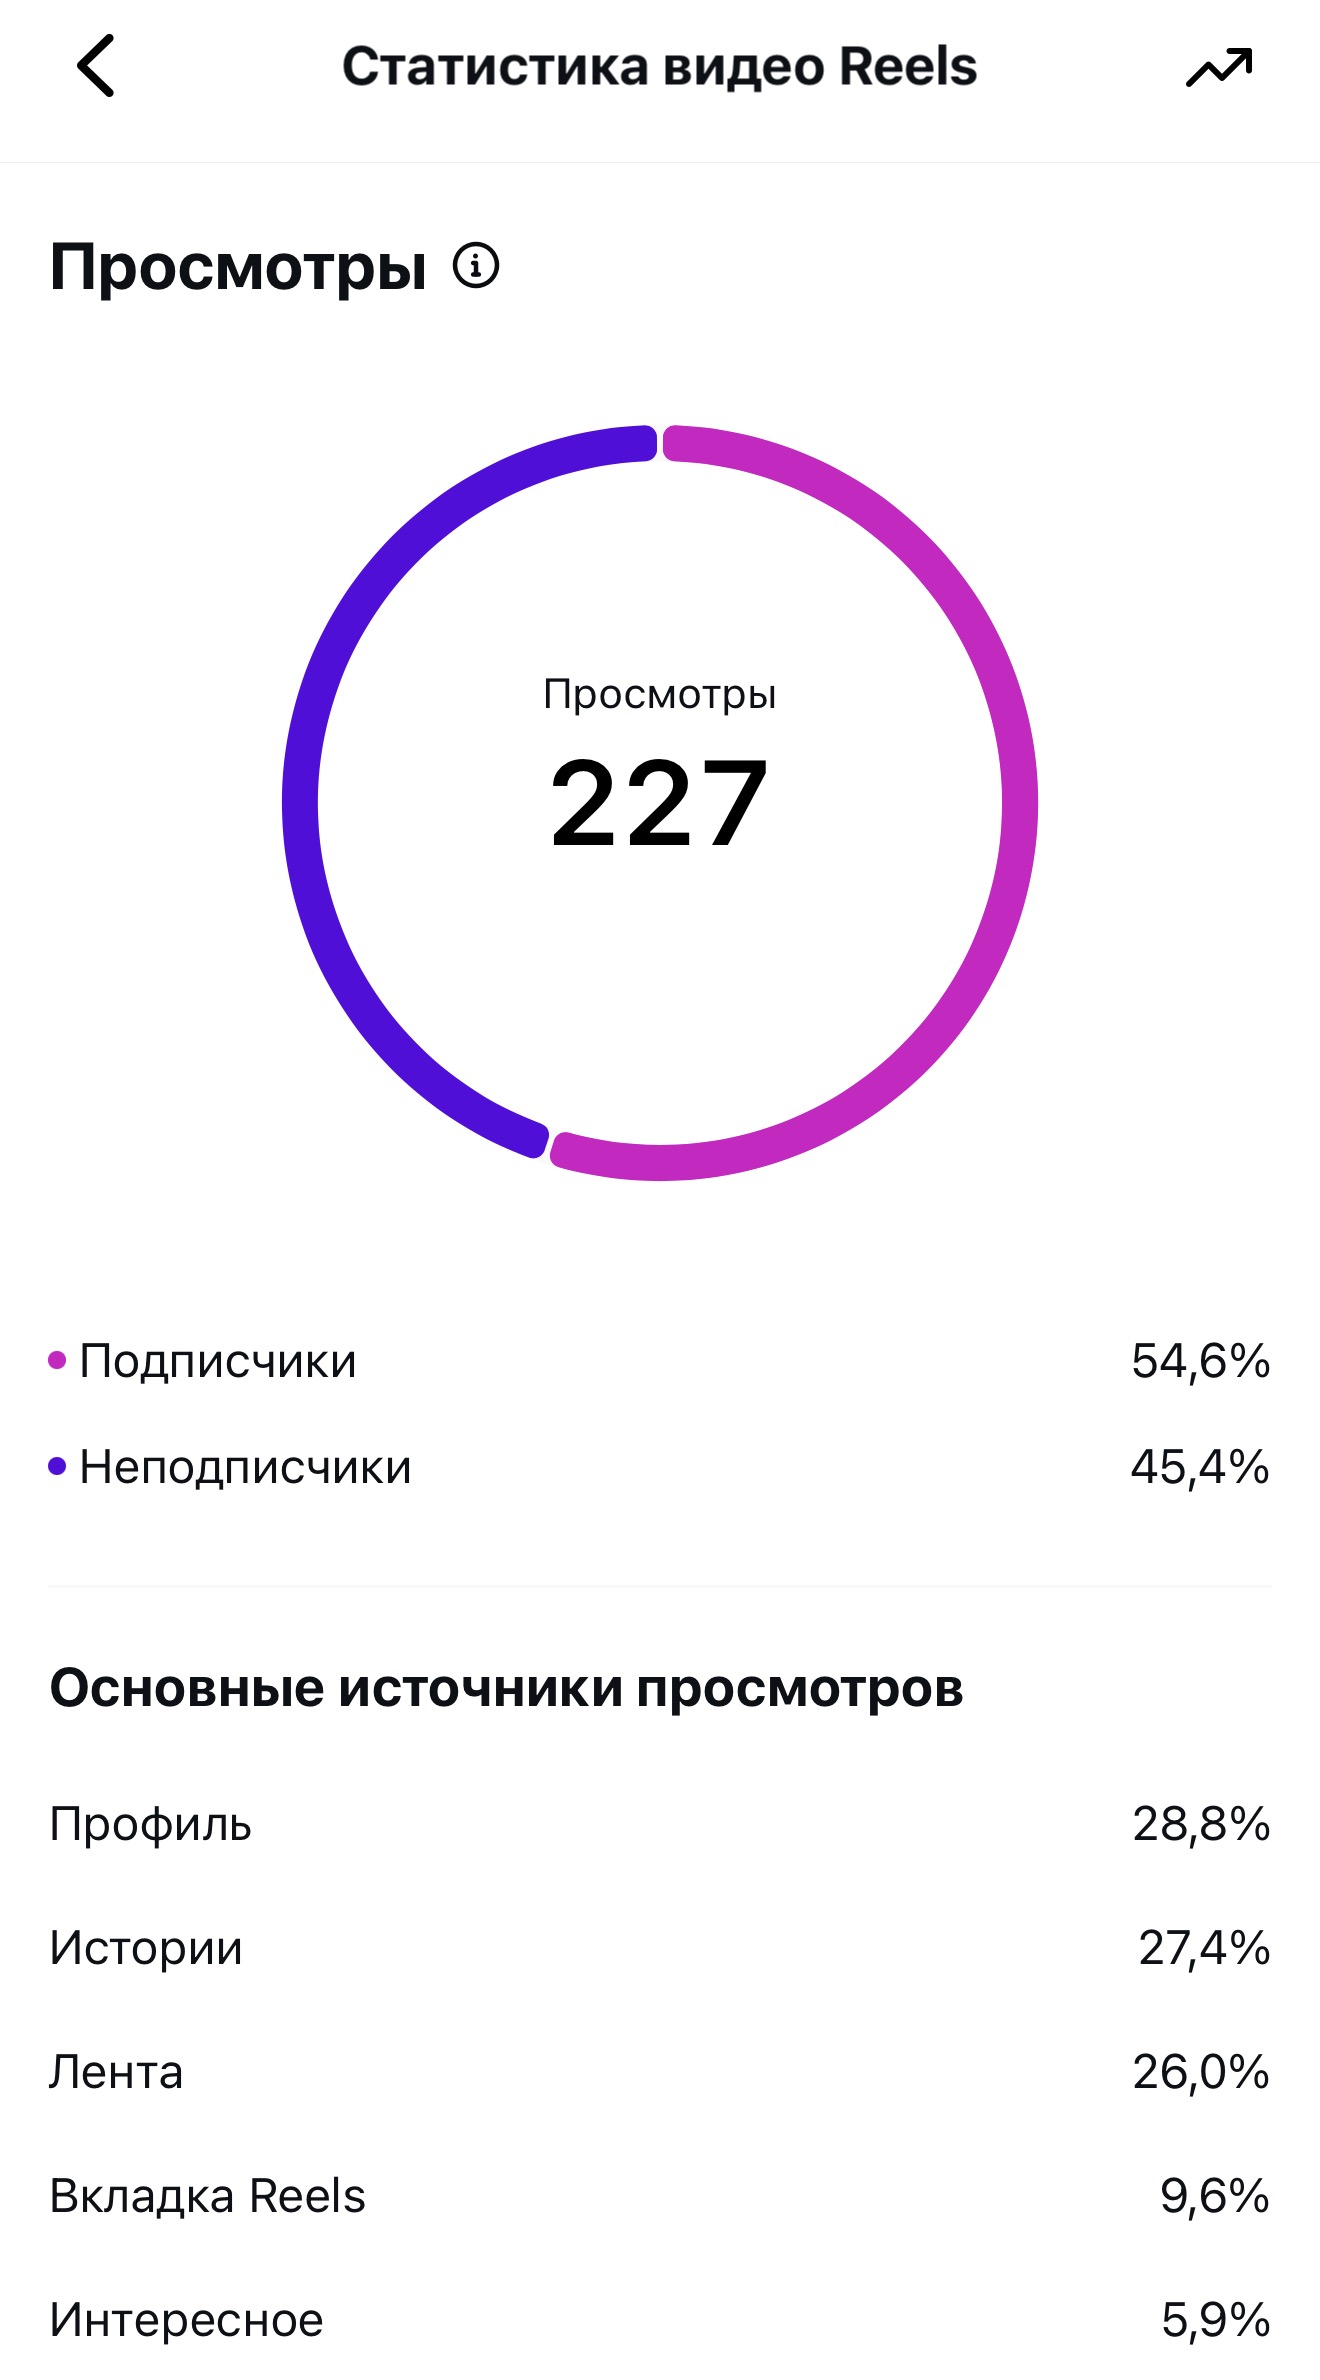 Статистика видео Reels
Просмотры
Просмотры
227
Подписчики 54,6%
Неподписчики 45,4%
Основные источники просмотров
Профиль 28,8%
Истории 27,4%
Лента 26,0%
Вкладка Reels 9,6%
Интересное 5,9%